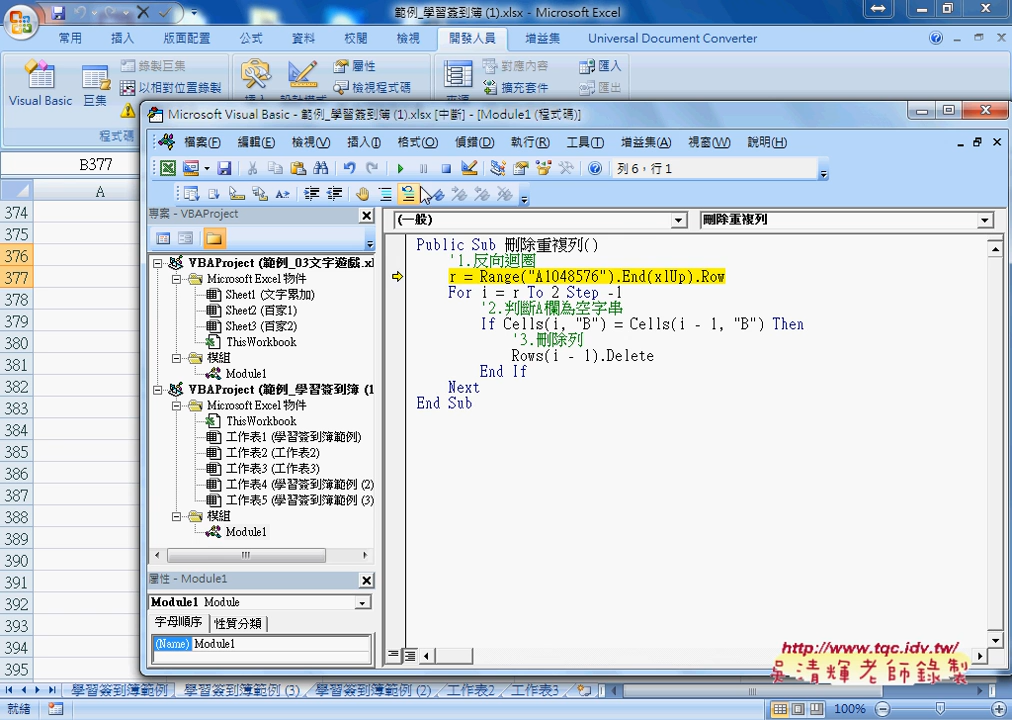 範例_學習簽到簿 (1).xlsx - Microsoft Excel
常用 插入 版面配置 公式 資料 校閱 檢視 開發人員 增益集 Universal Document Converter
Visual Basic 巨集 錄製巨集 以相對位置錄製 屬性 檢視程式碼 對應內容 擴充套件 匯入 匯出
程式碼
B377
A
Microsoft Visual Basic - 範例_學習簽到簿 (1).xlsx [中斷] - [Module1 (程式碼)]
檔案(F) 編輯(E) 檢視(V) 插入(I) 格式(O) 偵錯(D) 執行(R) 工具(T) 增益集(A) 視窗(W) 說明(H)
列 6，行 1
專案 - VBAProject
(一般) 刪除重複列
VBAProject (範例_03文字遊戲.xl
Microsoft Excel 物件
Sheet1 (文字累加)
Sheet2 (百家1)
Sheet3 (百家2)
ThisWorkbook
模組
Module1
VBAProject (範例_學習簽到簿 (1
Microsoft Excel 物件
ThisWorkbook
工作表1 (學習簽到簿範例)
工作表2 (工作表2)
工作表3 (工作表3)
工作表4 (學習簽到簿範例 (2)
工作表5 (學習簽到簿範例 (3)
模組
Module1
屬性 - Module1
Module1 Module
字母順序 性質分類
(Name) Module1
Public Sub 刪除重複列()
'1.反向迴圈
r = Range("A1048576").End(xlUp).Row
For i = r To 2 Step -1
'2.判斷A欄為空字串
If Cells(i, "B") = Cells(i - 1, "B") Then
'3.刪除列
Rows(i - 1).Delete
End If
Next
End Sub
374
375
376
377
378
379
380
381
382
383
384
385
386
387
388
389
390
391
392
393
394
395
http://www.tqc.idv.tw/
吳清輝老師錄製
學習簽到簿範例 學習簽到簿範例 (3) 學習簽到簿範例 (2) 工作表2 工作表3
就緒 100%